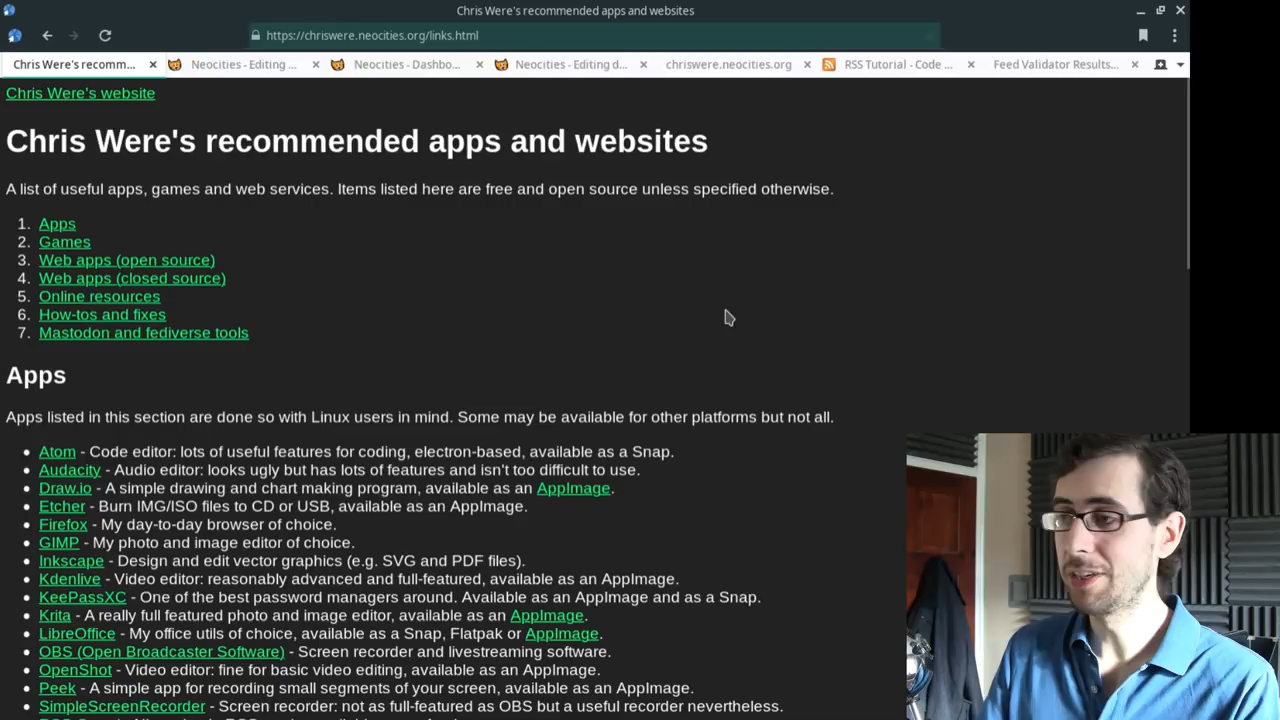 Chris Were's recommended apps and websites
https://chriswere.neocities.org/links.html
Chris Were's recomm...
Neocities - Editing ...
Neocities - Dashbo...
Neocities - Editing d...
chriswere.neocities.org
RSS Tutorial - Code ...
Feed Validator Results...
Chris Were's website
Chris Were's recommended apps and websites
A list of useful apps, games and web services. Items listed here are free and open source unless specified otherwise.
1. Apps
2. Games
3. Web apps (open source)
4. Web apps (closed source)
5. Online resources
6. How-tos and fixes
7. Mastodon and fediverse tools
Apps
Apps listed in this section are done so with Linux users in mind. Some may be available for other platforms but not all.
• Atom - Code editor: lots of useful features for coding, electron-based, available as a Snap.
• Audacity - Audio editor: looks ugly but has lots of features and isn't too difficult to use.
• Draw.io - A simple drawing and chart making program, available as an AppImage.
• Etcher - Burn IMG/ISO files to CD or USB, available as an AppImage.
• Firefox - My day-to-day browser of choice.
• GIMP - My photo and image editor of choice.
• Inkscape - Design and edit vector graphics (e.g. SVG and PDF files).
• Kdenlive - Video editor: reasonably advanced and full-featured, available as an AppImage.
• KeePassXC - One of the best password managers around. Available as an AppImage and as a Snap.
• Krita - A really full featured photo and image editor, available as an AppImage.
• LibreOffice - My office utils of choice, available as a Snap, Flatpak or AppImage.
• OBS (Open Broadcaster Software) - Screen recorder and livestreaming software.
• OpenShot - Video editor: fine for basic video editing, available as an AppImage.
• Peek - A simple app for recording small segments of your screen, available as an AppImage.
• SimpleScreenRecorder - Screen recorder: not as full-featured as OBS but a useful recorder nevertheless.